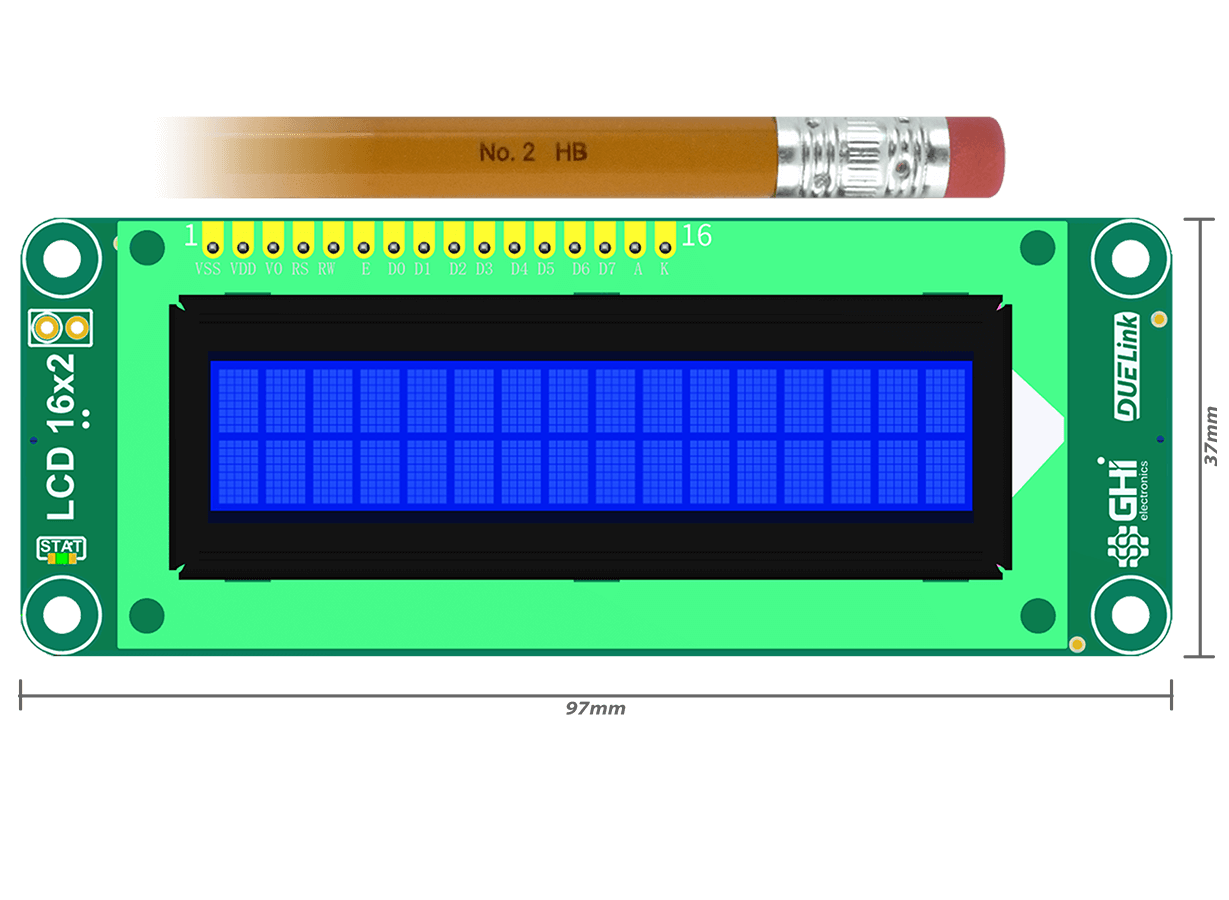 No. 2 HB
1
16
VSS VDD VO RS RW E D0 D1 D2 D3 D4 D5 D6 D7 A K
LCD 16x2
STAT
DUELink
GHi
electronics
37mm
97mm